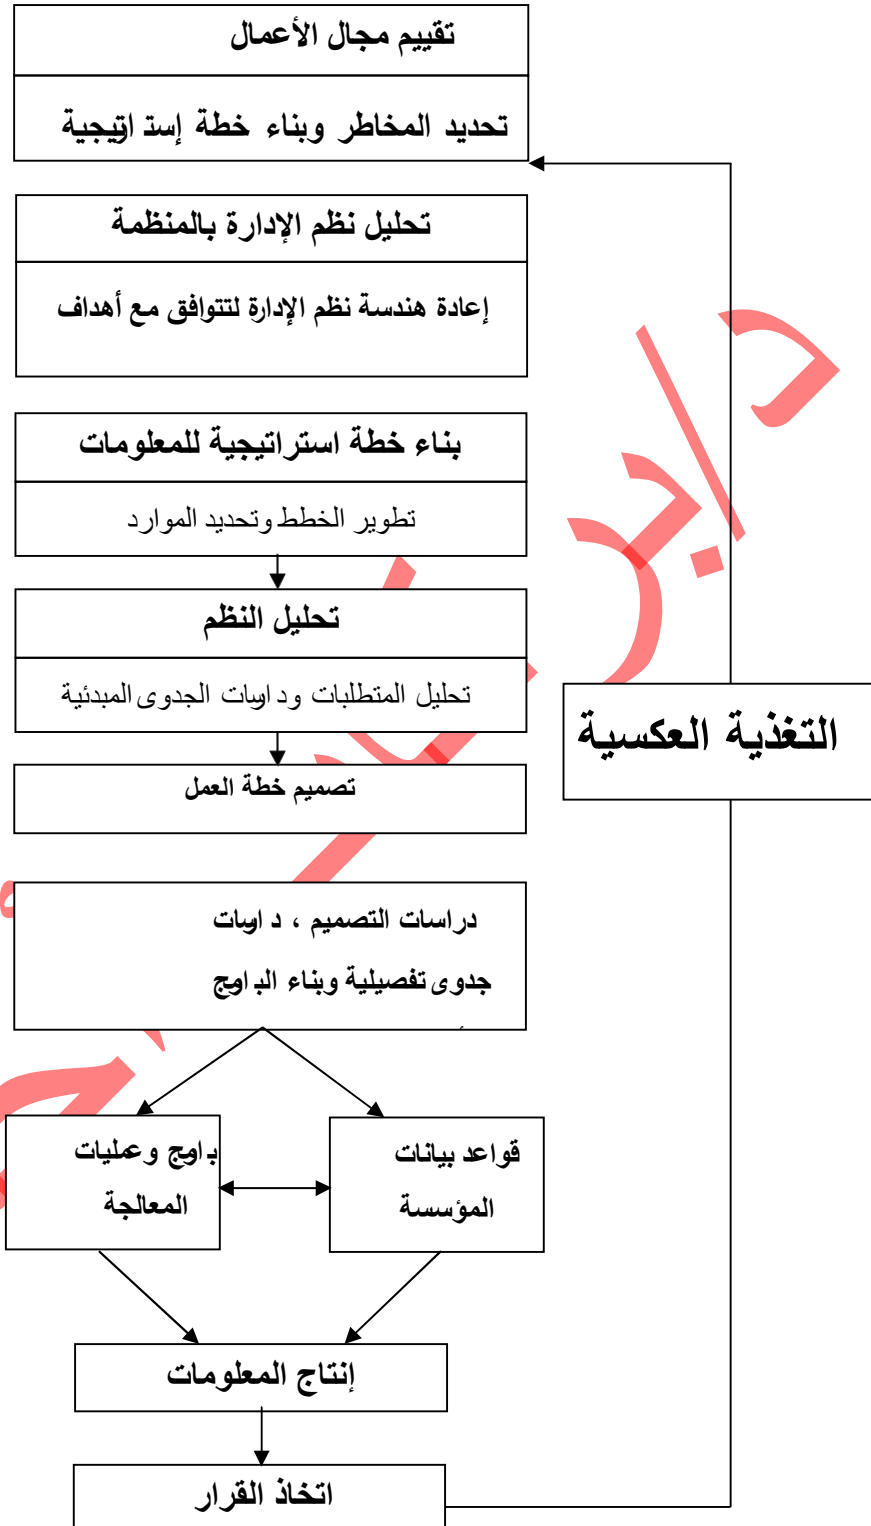 تقييم مجال الأعمال
تحديد المخاطر وبناء خطة إستراتيجية
تحليل نظم الإدارة بالمنظمة
إعادة هندسة نظم الإدارة لتتوافق مع أهداف
بناء خطة استراتيجية للمعلومات
تطوير الخطط وتحديد الموارد
تحليل النظم
تحليل المتطلبات ودراسات الجدوى المبدئية
التغذية العكسية
تصميم خطة العمل
دراسات التصميم ، دراسات
جدوى تفصيلية وبناء البرامج
قواعد بيانات
المؤسسة
برامج وعمليات
المعالجة
إنتاج المعلومات
اتخاذ القرار